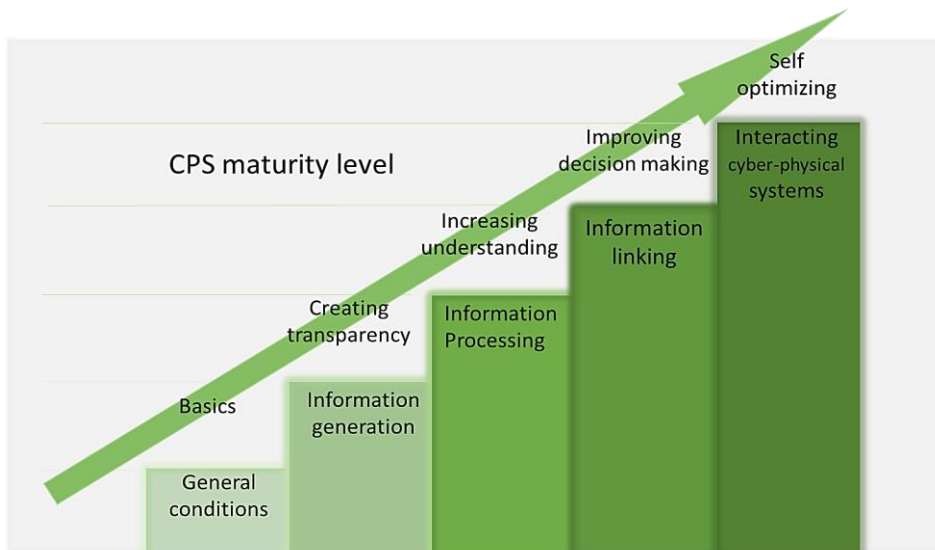 Self
optimizing
Improving
decision making
Interacting
cyber-physical
systems
CPS maturity level
Increasing
understanding
Information
linking
Creating
transparency
Information
Processing
Basics
Information
generation
General
conditions